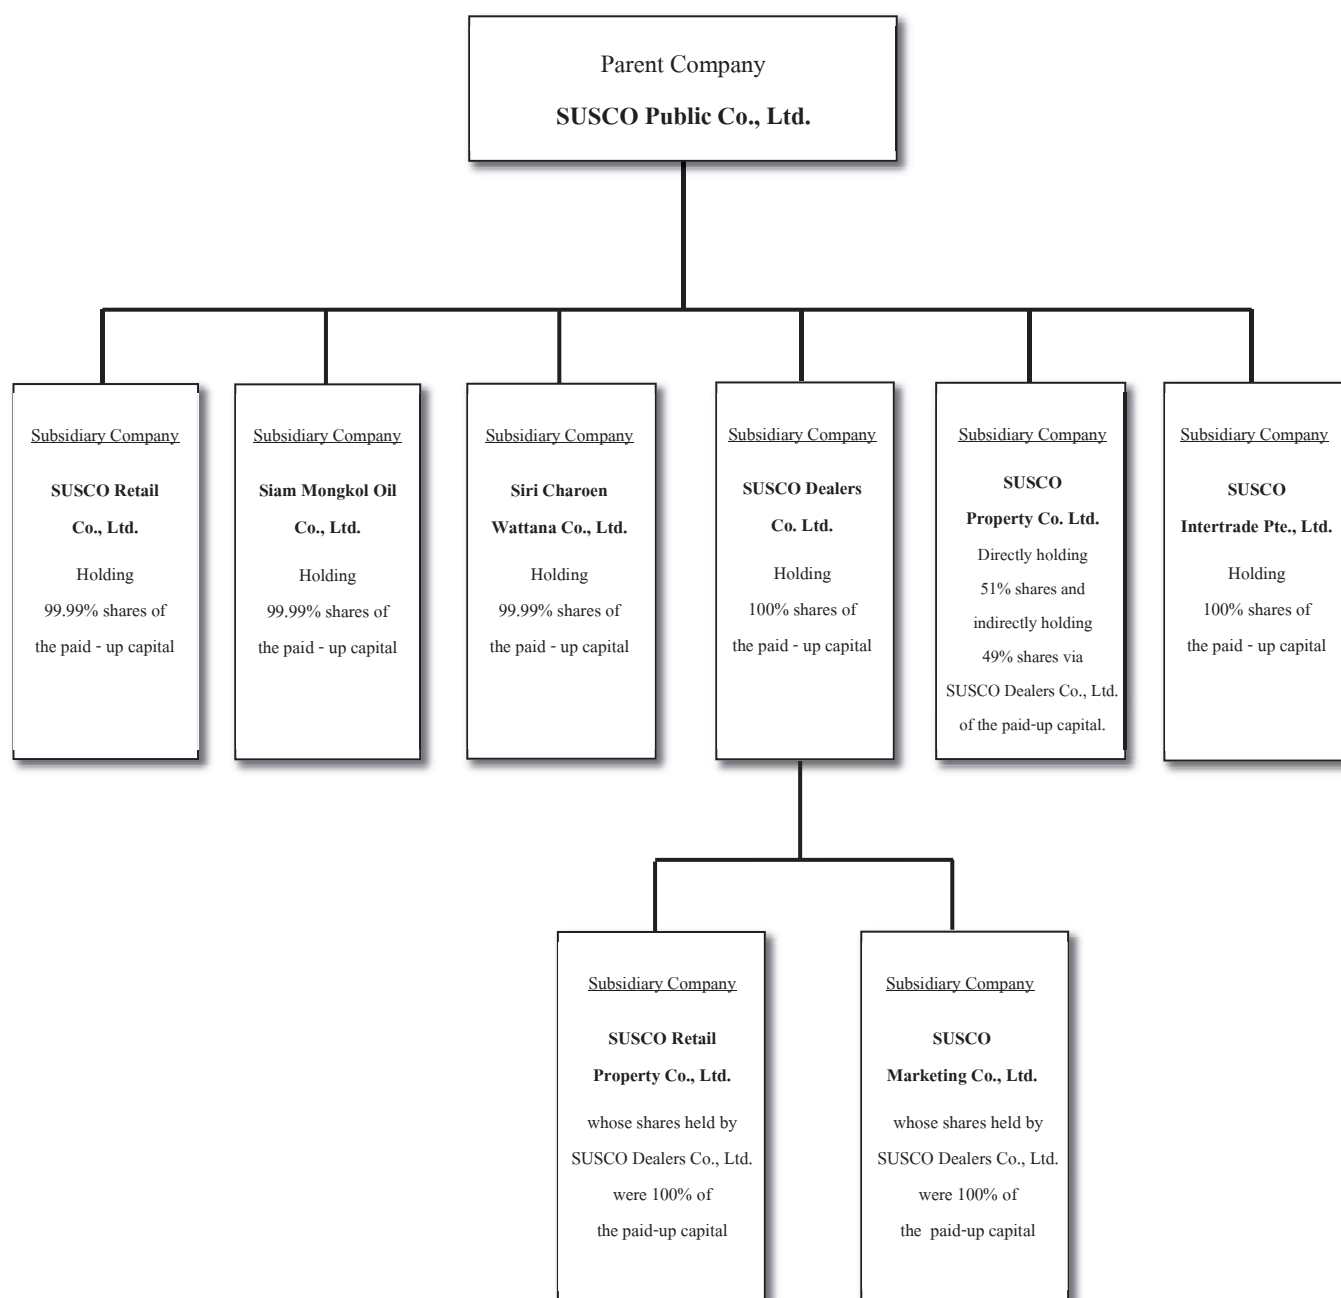 Parent Company
SUSCO Public Co., Ltd.
Subsidiary Company
SUSCO Retail
Co., Ltd.
Holding
99.99% shares of
the paid - up capital
Subsidiary Company
Siam Mongkol Oil
Co., Ltd.
Holding
99.99% shares of
the paid - up capital
Subsidiary Company
Siri Charoen
Wattana Co., Ltd.
Holding
99.99% shares of
the paid - up capital
Subsidiary Company
SUSCO Dealers
Co. Ltd.
Holding
100% shares of
the paid - up capital
Subsidiary Company
SUSCO
Property Co. Ltd.
Directly holding
51% shares and
indirectly holding
49% shares via
SUSCO Dealers Co., Ltd.
of the paid-up capital.
Subsidiary Company
SUSCO
Intertrade Pte., Ltd.
Holding
100% shares of
the paid - up capital
Subsidiary Company
SUSCO Retail
Property Co., Ltd.
whose shares held by
SUSCO Dealers Co., Ltd.
were 100% of
the paid-up capital
Subsidiary Company
SUSCO
Marketing Co., Ltd.
whose shares held by
SUSCO Dealers Co., Ltd.
were 100% of
the paid-up capital